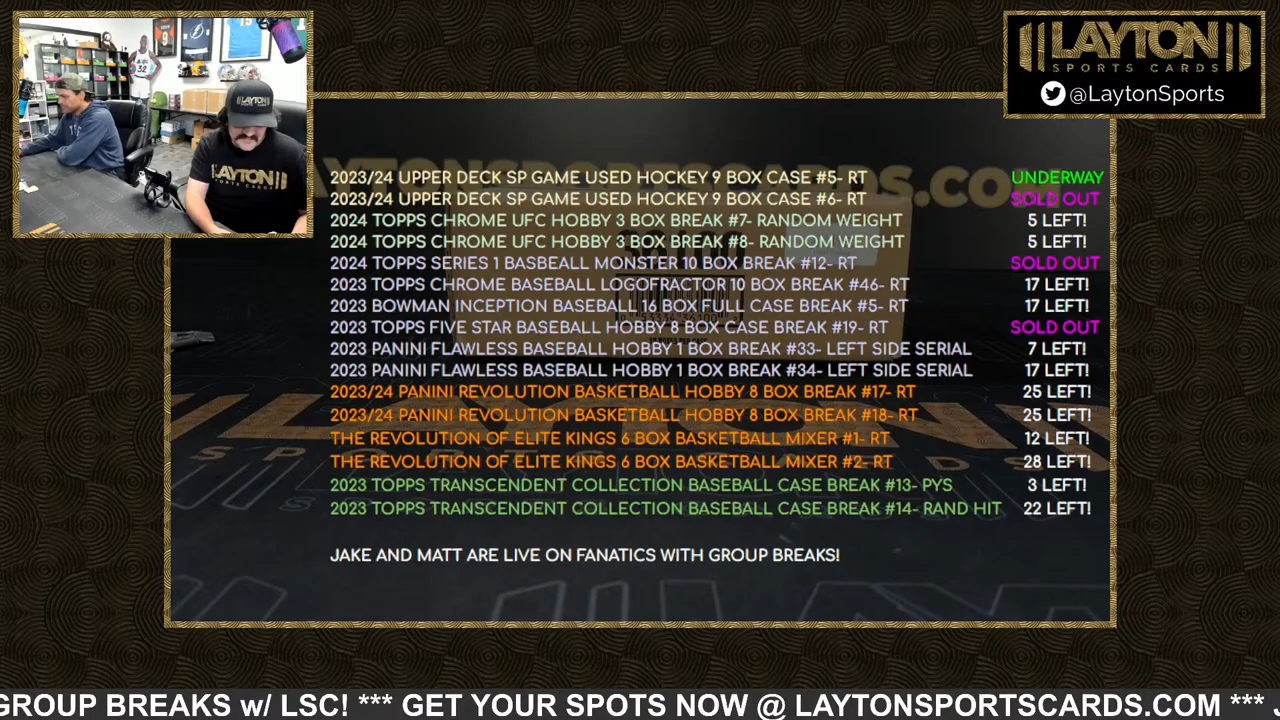 LAYTON
SPORTS CARDS
@LaytonSports
2023/24 UPPER DECK SP GAME USED HOCKEY 9 BOX CASE #5- RT UNDERWAY
2023/24 UPPER DECK SP GAME USED HOCKEY 9 BOX CASE #6- RT SOLD OUT
2024 TOPPS CHROME UFC HOBBY 3 BOX BREAK #7- RANDOM WEIGHT 5 LEFT!
2024 TOPPS CHROME UFC HOBBY 3 BOX BREAK #8- RANDOM WEIGHT 5 LEFT!
2024 TOPPS SERIES 1 BASBEALL MONSTER 10 BOX BREAK #12- RT SOLD OUT
2023 TOPPS CHROME BASEBALL LOGOFRACTOR 10 BOX BREAK #46- RT 17 LEFT!
2023 BOWMAN INCEPTION BASEBALL 16 BOX FULL CASE BREAK #5- RT 17 LEFT!
2023 TOPPS FIVE STAR BASEBALL HOBBY 8 BOX CASE BREAK #19- RT SOLD OUT
2023 PANINI FLAWLESS BASEBALL HOBBY 1 BOX BREAK #33- LEFT SIDE SERIAL 7 LEFT!
2023 PANINI FLAWLESS BASEBALL HOBBY 1 BOX BREAK #34- LEFT SIDE SERIAL 17 LEFT!
2023/24 PANINI REVOLUTION BASKETBALL HOBBY 8 BOX BREAK #17- RT 25 LEFT!
2023/24 PANINI REVOLUTION BASKETBALL HOBBY 8 BOX BREAK #18- RT 25 LEFT!
THE REVOLUTION OF ELITE KINGS 6 BOX BASKETBALL MIXER #1- RT 12 LEFT!
THE REVOLUTION OF ELITE KINGS 6 BOX BASKETBALL MIXER #2- RT 28 LEFT!
2023 TOPPS TRANSCENDENT COLLECTION BASEBALL CASE BREAK #13- PYS 3 LEFT!
2023 TOPPS TRANSCENDENT COLLECTION BASEBALL CASE BREAK #14- RAND HIT 22 LEFT!
JAKE AND MATT ARE LIVE ON FANATICS WITH GROUP BREAKS!
GROUP BREAKS w/ LSC! *** GET YOUR SPOTS NOW @ LAYTONSPORTSCARDS.COM *** J